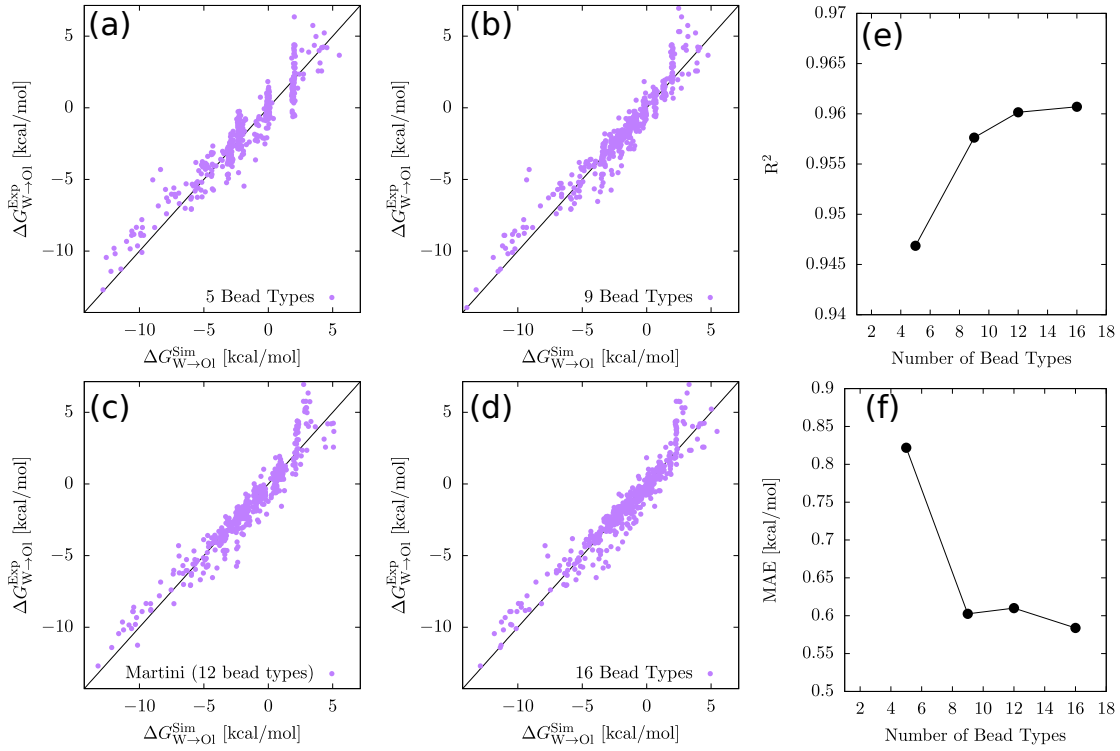 (a)
5
0
−5
−10
ΔG^Exp_W→Ol [kcal/mol]
5 Bead Types
−10 −5 0 5
ΔG^Sim_W→Ol [kcal/mol]
(b)
5
0
−5
−10
ΔG^Exp_W→Ol [kcal/mol]
9 Bead Types
−10 −5 0 5
ΔG^Sim_W→Ol [kcal/mol]
(e)
0.97
0.965
0.96
0.955
0.95
0.945
0.94
R²
2 4 6 8 10 12 14 16 18
Number of Bead Types
(c)
5
0
−5
−10
ΔG^Exp_W→Ol [kcal/mol]
Martini (12 bead types)
−10 −5 0 5
ΔG^Sim_W→Ol [kcal/mol]
(d)
5
0
−5
−10
ΔG^Exp_W→Ol [kcal/mol]
16 Bead Types
−10 −5 0 5
ΔG^Sim_W→Ol [kcal/mol]
(f)
0.9
0.85
0.8
0.75
0.7
0.65
0.6
0.55
0.5
MAE [kcal/mol]
2 4 6 8 10 12 14 16 18
Number of Bead Types